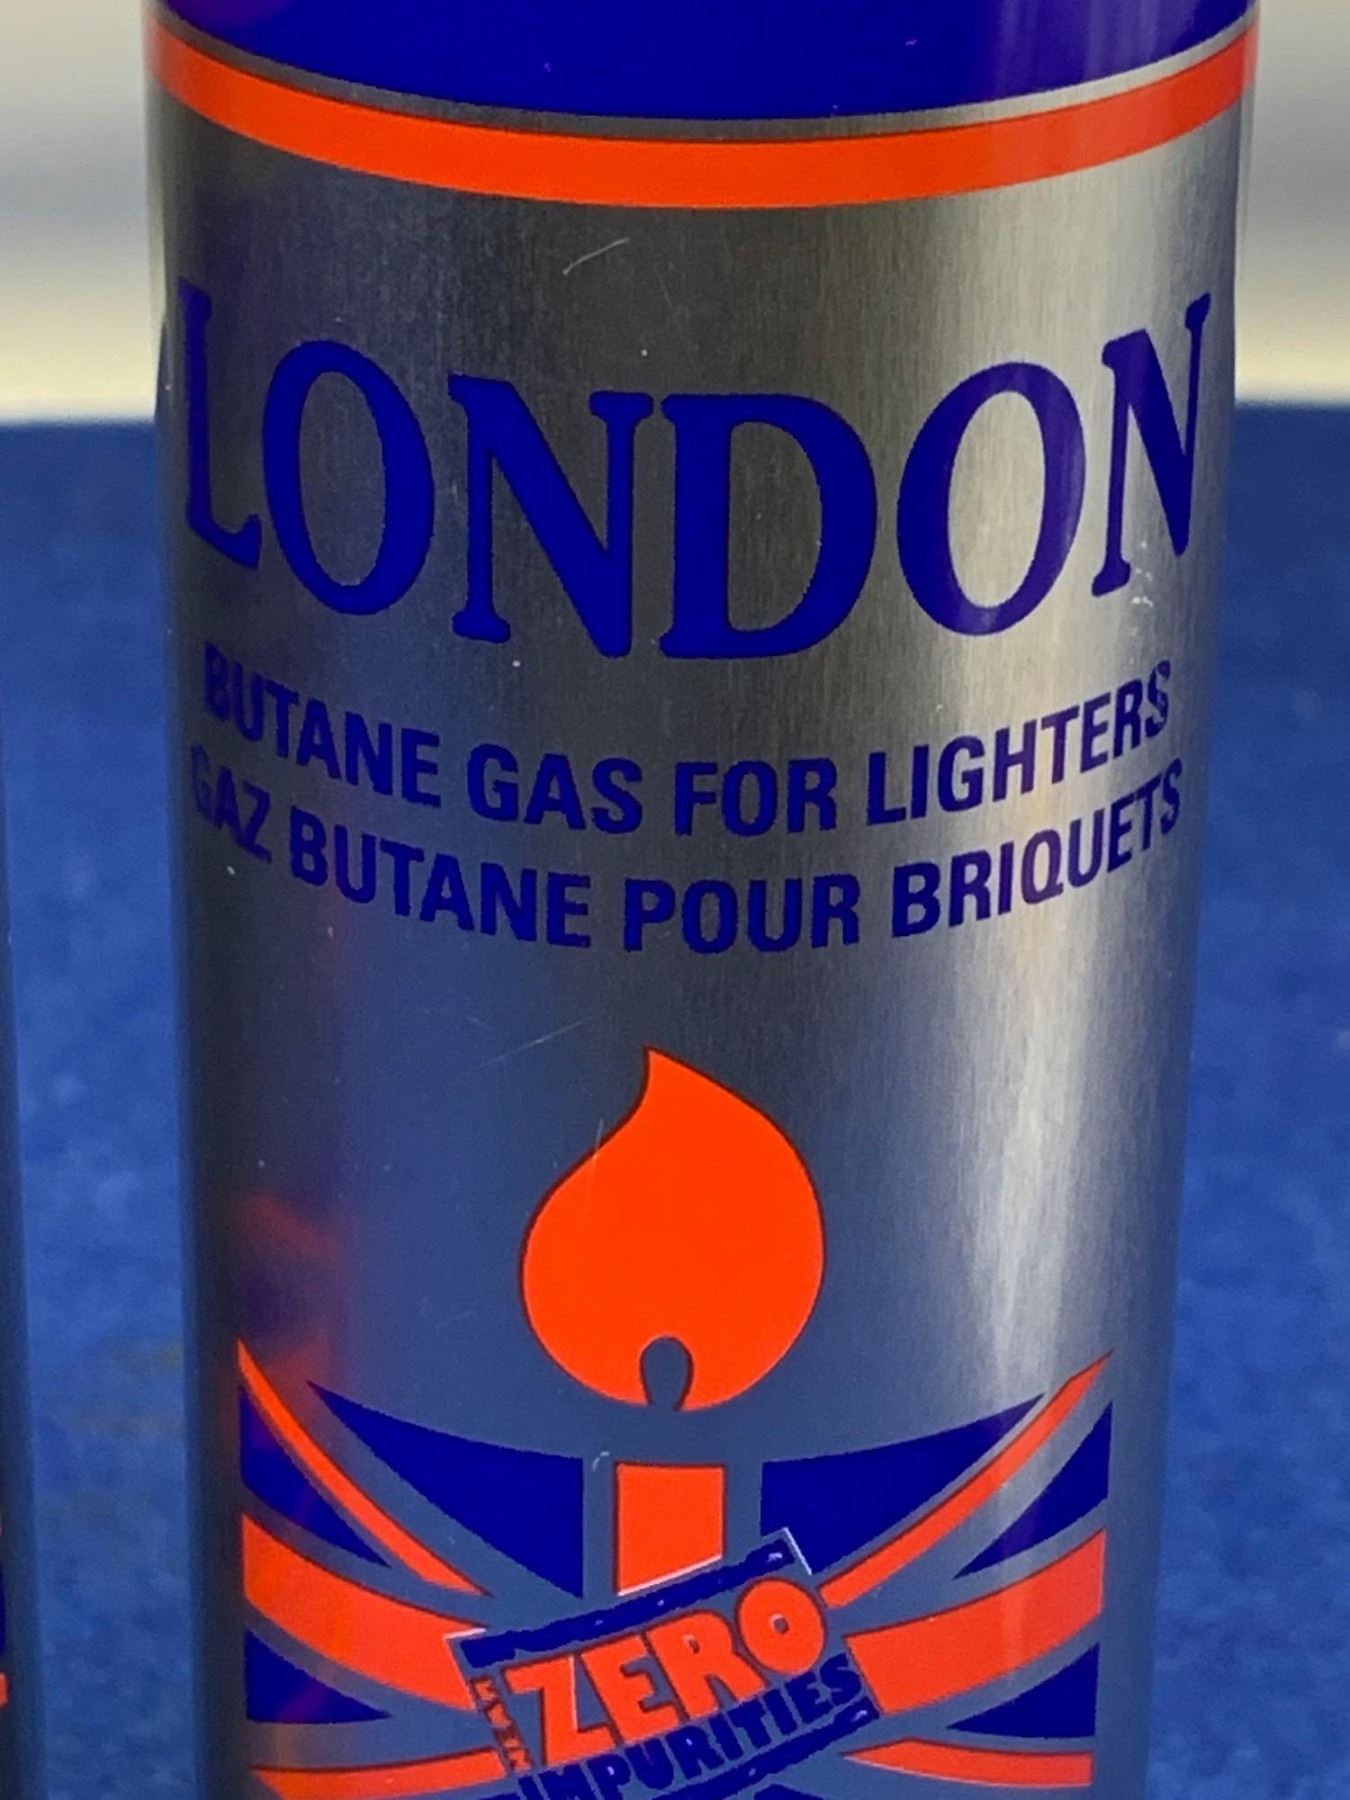 LONDON
BUTANE GAS FOR LIGHTERS
GAZ BUTANE POUR BRIQUETS
ZERO
IMPURITIES